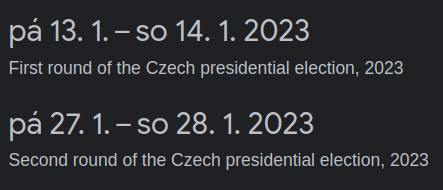 pá 13. 1. – so 14. 1. 2023
First round of the Czech presidential election, 2023
pá 27. 1. – so 28. 1. 2023
Second round of the Czech presidential election, 2023